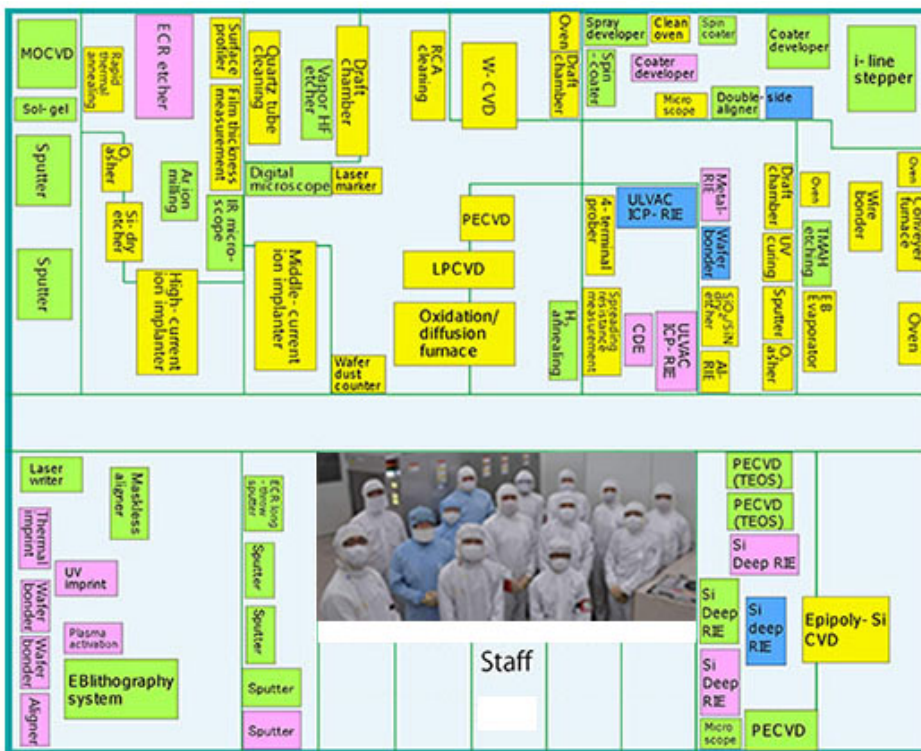 MOCVD
Rapid
thermal
annealing
ECR etcher
Surface
profiler
Quartz tube
cleaning
Vapor HF
etcher
Draft
chamber
RCA
cleaning
W-CVD
Oven
Draft
chamber
Spray
developer
Clean
oven
Spin
coater
Coater
developer
i-line
stepper
Spin
-coater
Coater
developer
Sol-gel
Film thickness
measurement
Micro
scope
Double-side
aligner
Sputter
O₂
asher
Ar ion
milling
Digital
microscope
Laser
marker
IR micro-
scope
PECVD
4-terminal
prober
ULVAC
ICP-RIE
Metal-
RIE
Draft
chamber
Oven
Wire
bonder
Oven
Conveyer
furnace
Si-dry
etcher
Wafer
bonder
UV
curing
TMAH
etching
Sputter
High-current
ion implanter
Middle-current
ion implanter
LPCVD
Oxidation/
diffusion
furnace
H₂
annealing
Spreading
resistance
measurement
CDE
ULVAC
ICP-RIE
SiO₂/SiN
dry
etcher
Sputter
EB
Evaporator
Oven
Wafer
dust
counter
Al-
RIE
O₂
asher
Laser
writer
Maskless
aligner
ECR long
-throw
sputter
PECVD
(TEOS)
PECVD
(TEOS)
Thermal
imprint
UV
imprint
Sputter
Si
Deep RIE
Wafer
bonder
Sputter
Si
Deep
RIE
Si
deep
RIE
Epipoly-Si
CVD
Plasma
activation
Wafer
bonder
EBlithography
system
Sputter
Staff
Si
Deep
RIE
Aligner
Sputter
Micro
scope
PECVD